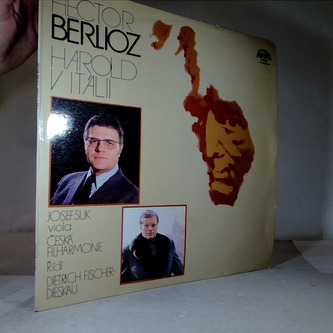 HECTOR
BERLIOZ
HAROLD
V ITÁLII
JOSEF SUK
viola
ČESKÁ
FILHARMONIE
Řídí
DIETRICH FISCHER-
DIESKAU